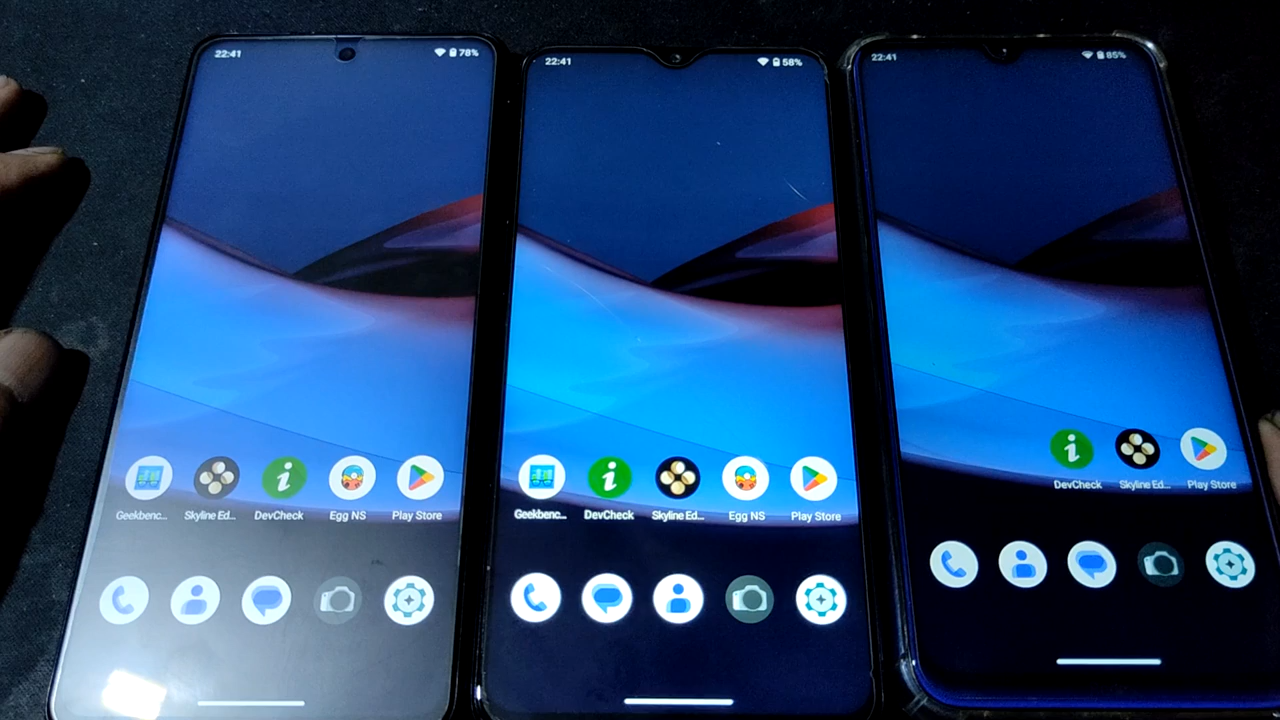 22:41 78%
Geekbenc... Skyline Ed... DevCheck Egg NS Play Store
22:41 58%
Geekbenc... DevCheck Skyline Ed... Egg NS Play Store
22:41 85%
DevCheck Skyline Ed... Play Store